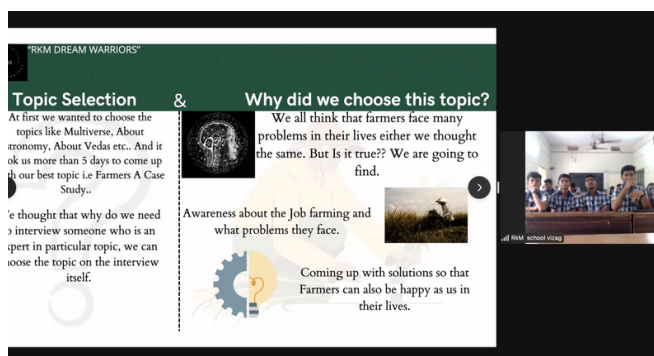 "RKM DREAM WARRIORS"
Topic Selection
&
Why did we choose this topic?
At first we wanted to choose the
topics like Multiverse, About
stronomy, About Vedas etc.. And it
ok us more than 5 days to come up
th our best topic i.e Farmers A Case
Study..
e thought that why do we need
o interview someone who is an
xpert in particular topic, we can
oose the topic on the interview
itself.
We all think that farmers face many
problems in their lives either we thought
the same. But Is it true?? We are going to
find.
Awareness about the Job farming and
what problems they face.
Coming up with solutions so that
Farmers can also be happy as us in
their lives.
RKM school vizag